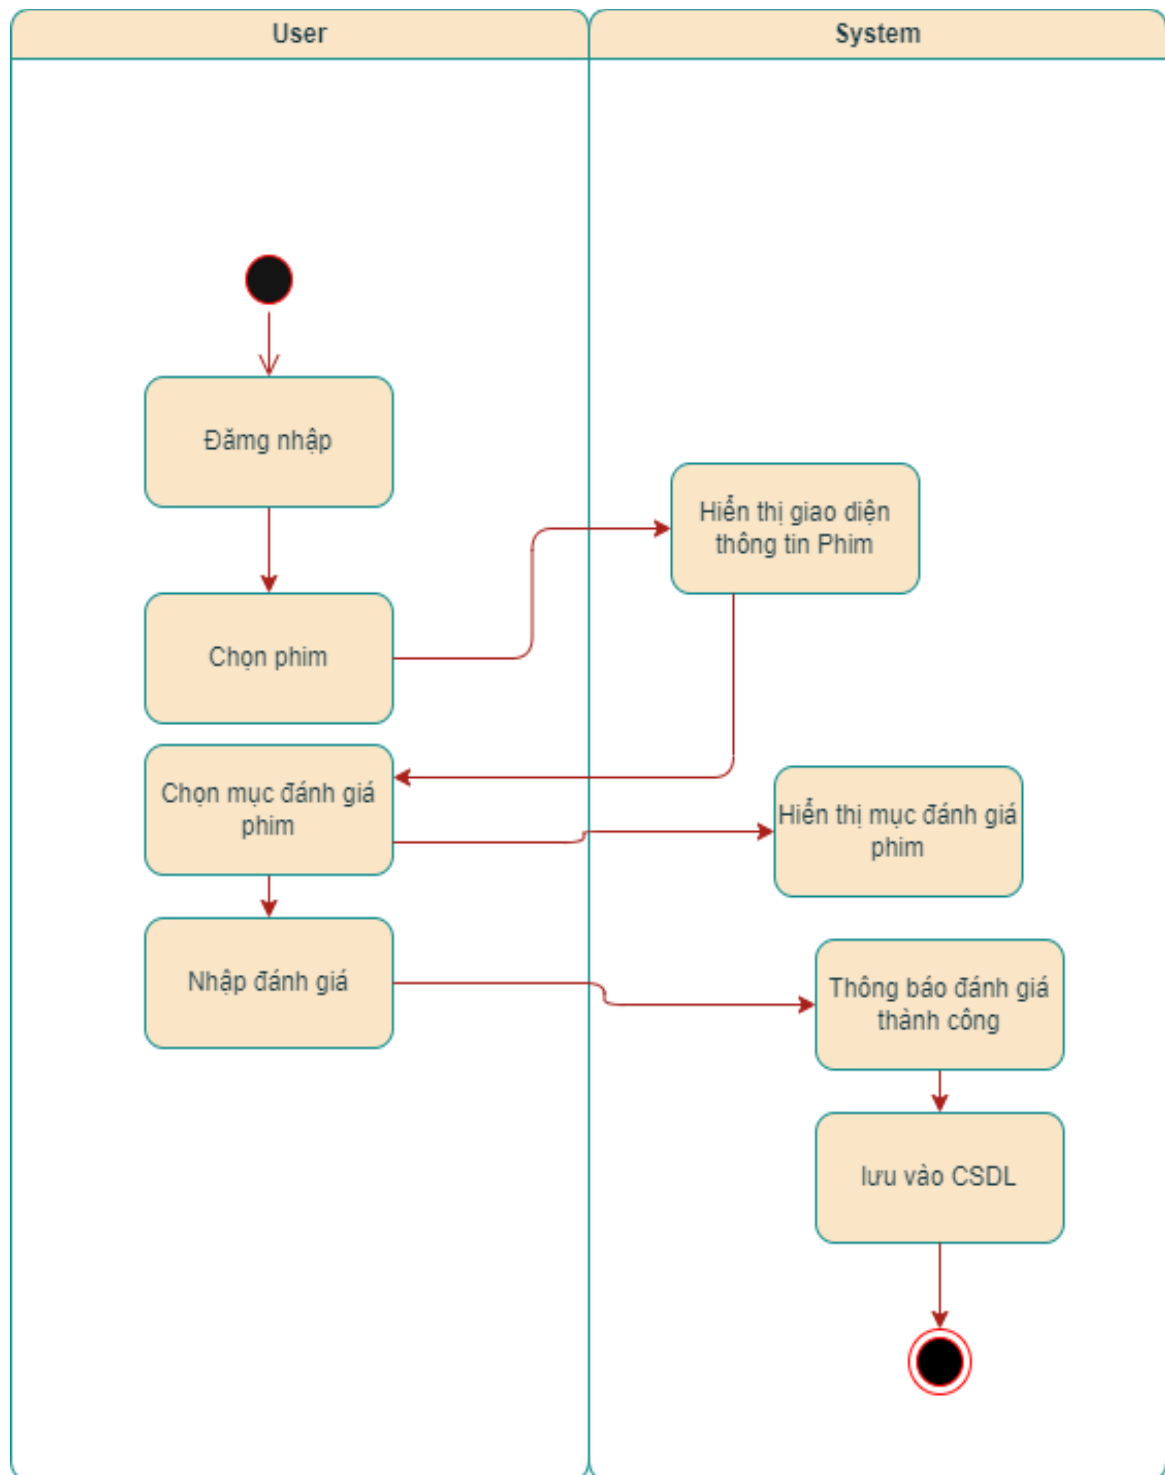 User
System
Đămg nhập
Hiển thị giao diện
thông tin Phim
Chọn phim
Chọn mục đánh giá
phim
Hiển thị mục đánh giá
phim
Nhập đánh giá
Thông báo đánh giá
thành công
lưu vào CSDL